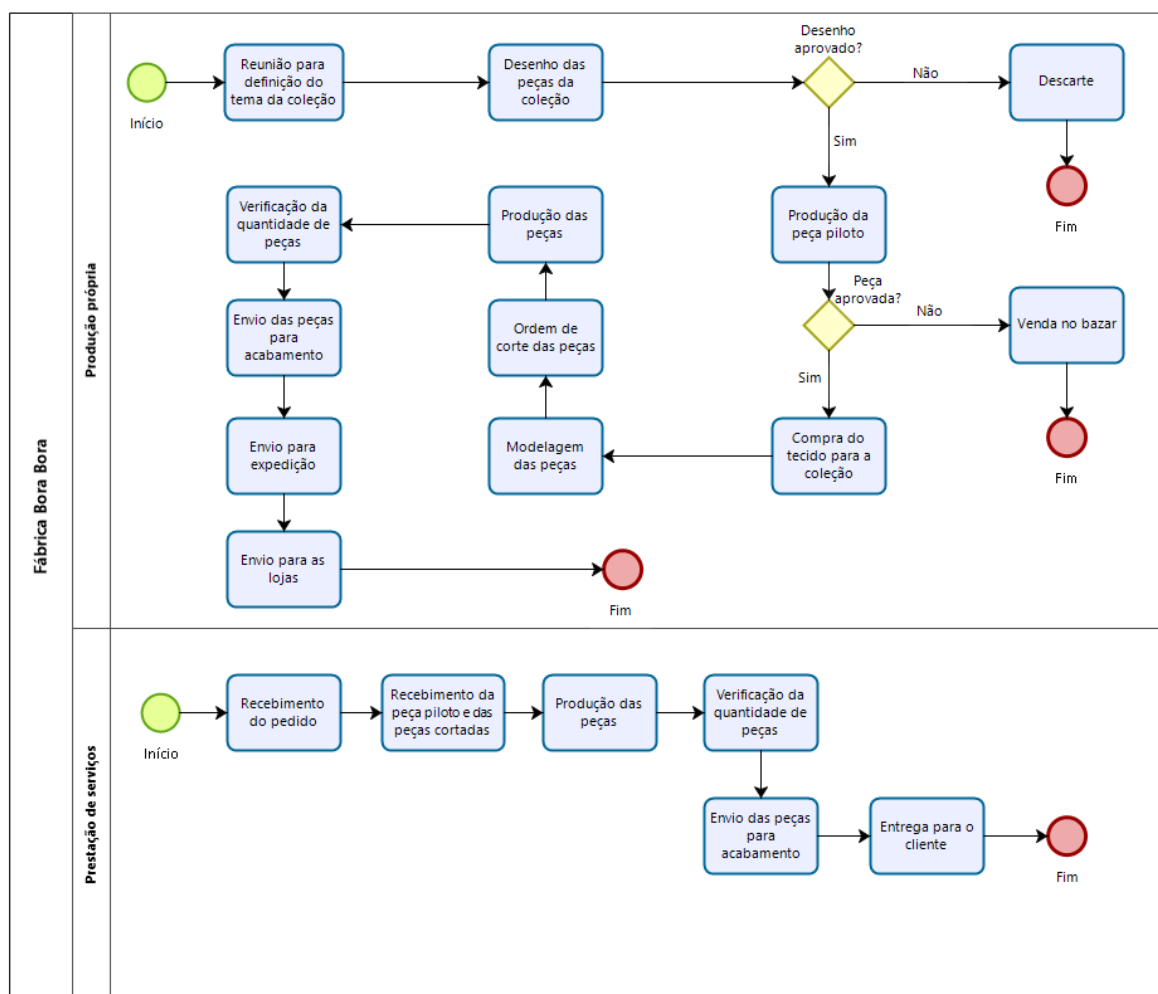 Fábrica Bora Bora
Produção própria
Início
Reunião para
definição do
tema da coleção
Desenho das
peças da
coleção
Desenho
aprovado?
Não
Descarte
Fim
Sim
Produção da
peça piloto
Peça
aprovada?
Não
Venda no bazar
Fim
Sim
Compra do
tecido para a
coleção
Modelagem
das peças
Ordem de
corte das peças
Produção das
peças
Verificação da
quantidade de
peças
Envio das peças
para
acabamento
Envio para
expedição
Envio para as
lojas
Fim
Prestação de serviços
Início
Recebimento
do pedido
Recebimento da
peça piloto e das
peças cortadas
Produção das
peças
Verificação da
quantidade de
peças
Envio das peças
para
acabamento
Entrega para o
cliente
Fim